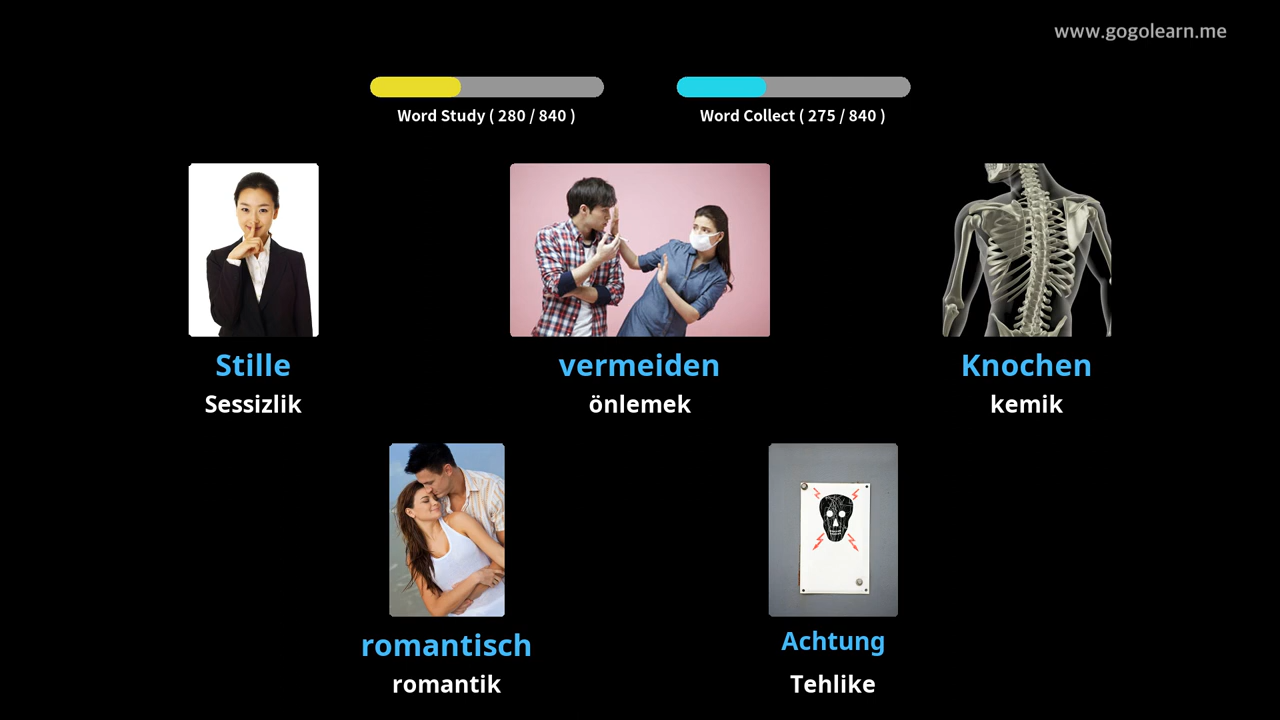 www.gogolearn.me
Word Study ( 280 / 840 )
Word Collect ( 275 / 840 )
Stille
Sessizlik
vermeiden
önlemek
Knochen
kemik
romantisch
romantik
Achtung
Tehlike